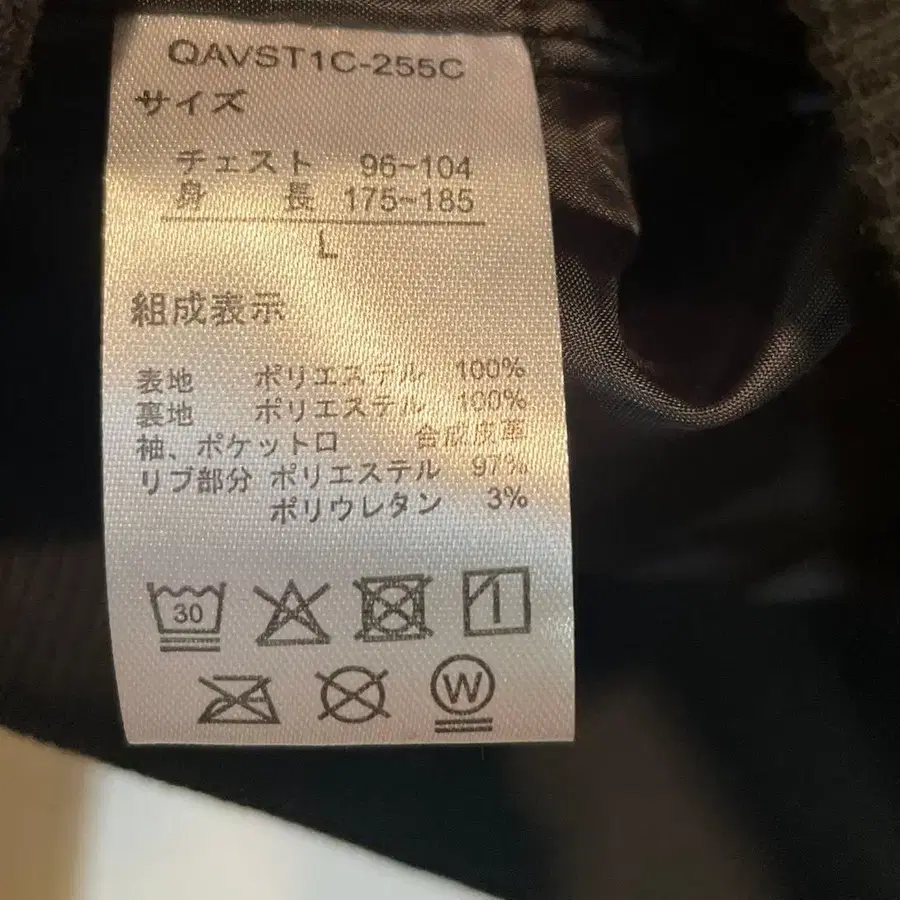 QAVST1C-255C
サイズ
チェスト 96~104
身長 175~185
L
組成表示
表地 ポリエステル 100%
裏地 ポリエステル 100%
袖、ポケット口 合成皮革
リブ部分 ポリエステル 97%
ポリウレタン 3%
30
W